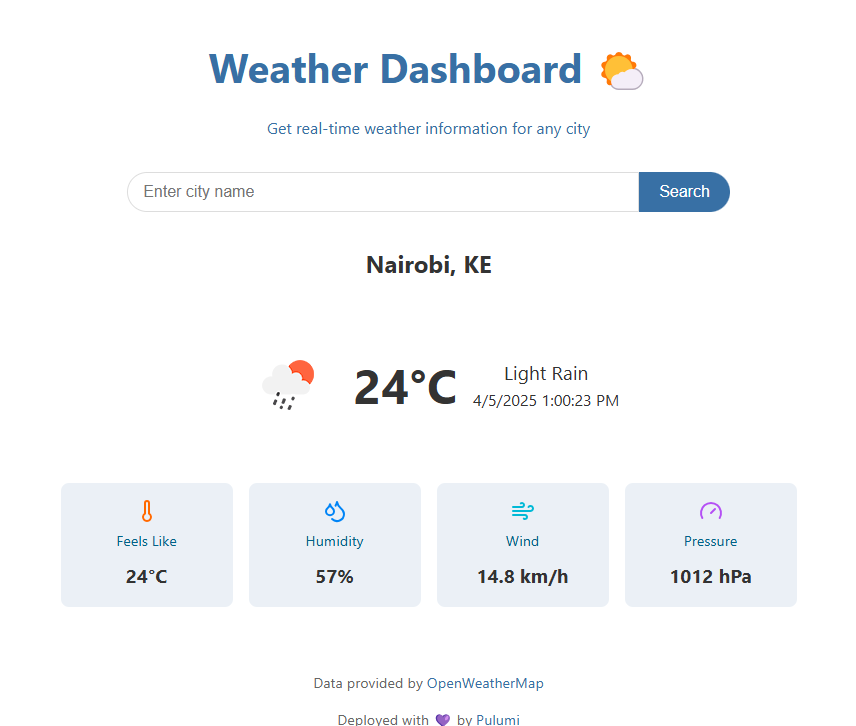 Weather Dashboard
Get real-time weather information for any city
Enter city name
Search
Nairobi, KE
24°C
Light Rain
4/5/2025 1:00:23 PM
Feels Like
24°C
Humidity
57%
Wind
14.8 km/h
Pressure
1012 hPa
Data provided by OpenWeatherMap
Deployed with 💜 by Pulumi